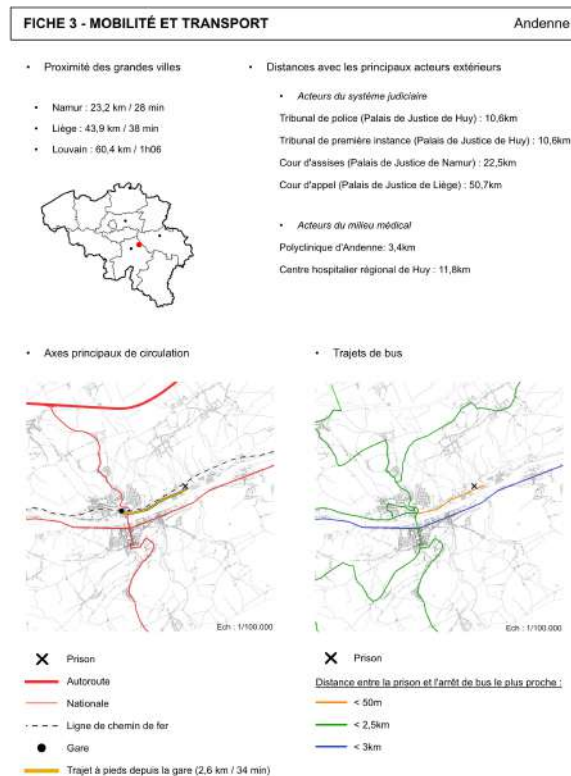 FICHE 3 - MOBILITÉ ET TRANSPORT
Andenne
• Proximité des grandes villes
• Namur : 23,2 km / 28 min
• Liège : 43,9 km / 38 min
• Louvain : 60,4 km / 1h06
• Distances avec les principaux acteurs extérieurs
• Acteurs du système judiciaire
Tribunal de police (Palais de Justice de Huy) : 10,6km
Tribunal de première instance (Palais de Justice de Huy) : 10,6km
Cour d'assises (Palais de Justice de Namur) : 22,5km
Cour d'appel (Palais de Justice de Liège) : 50,7km
• Acteurs du milieu médical
Polyclinique d'Andenne: 3,4km
Centre hospitalier régional de Huy : 11,8km
• Axes principaux de circulation
Ech : 1/100.000
Prison
Autoroute
Nationale
Ligne de chemin de fer
Gare
Trajet à pieds depuis la gare (2,6 km / 34 min)
• Trajets de bus
Ech : 1/100.000
Prison
Distance entre la prison et l'arrêt de bus le plus proche :
< 50m
< 2,5km
< 3km